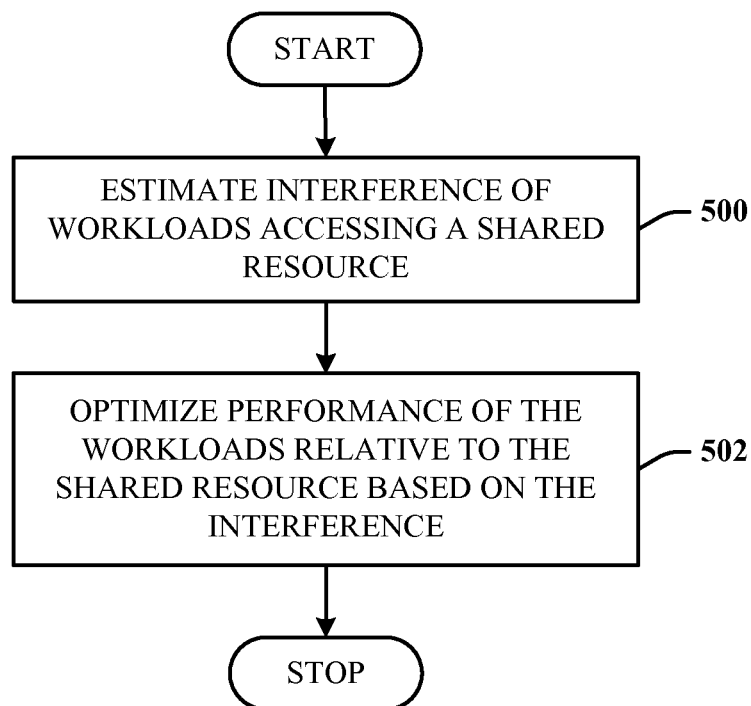 START
ESTIMATE INTERFERENCE OF
WORKLOADS ACCESSING A SHARED
RESOURCE
500
OPTIMIZE PERFORMANCE OF THE
WORKLOADS RELATIVE TO THE
SHARED RESOURCE BASED ON THE
INTERFERENCE
502
STOP